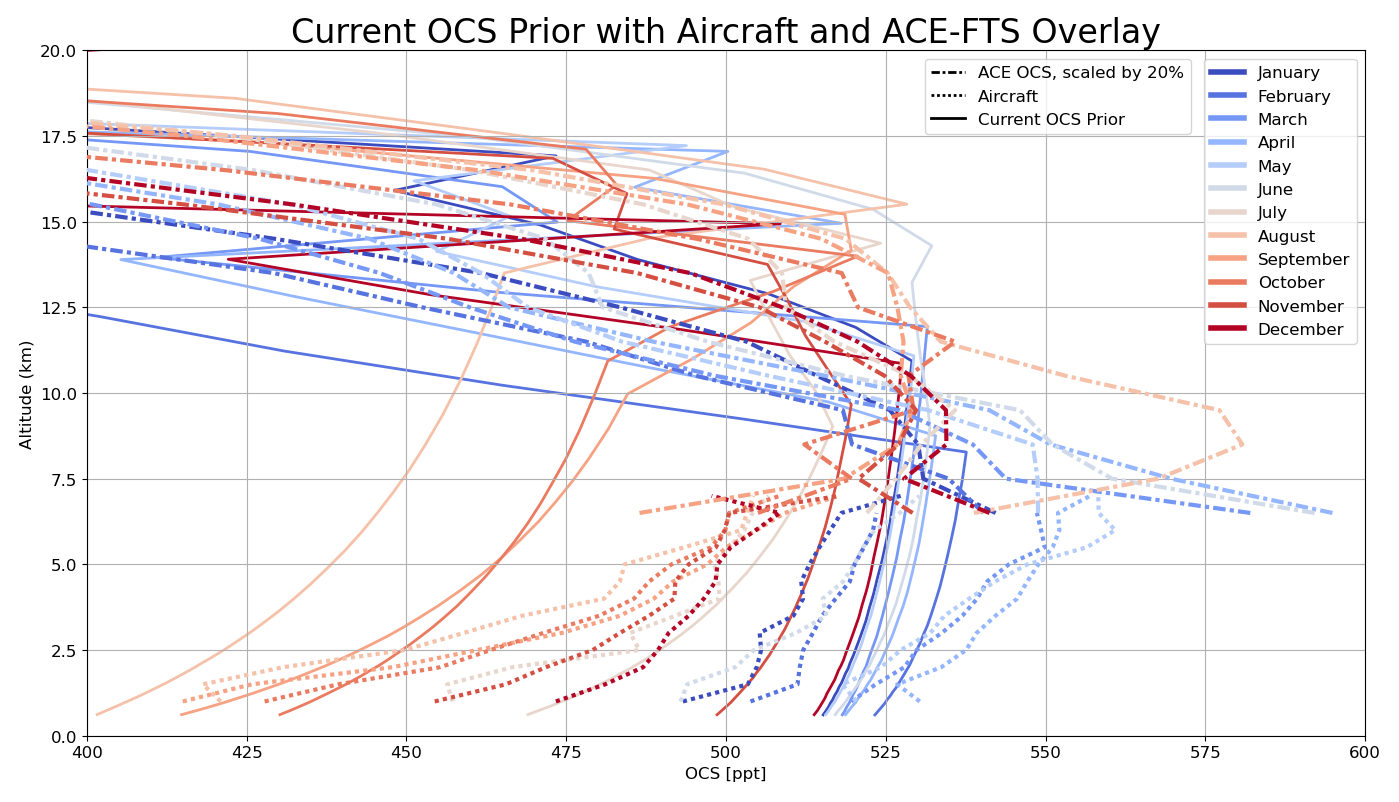 Current OCS Prior with Aircraft and ACE-FTS Overlay
20.0
17.5
15.0
12.5
10.0
7.5
5.0
2.5
0.0
Altitude (km)
ACE OCS, scaled by 20%
Aircraft
Current OCS Prior
January
February
March
April
May
June
July
August
September
October
November
December
400
425
450
475
500
525
550
575
600
OCS [ppt]